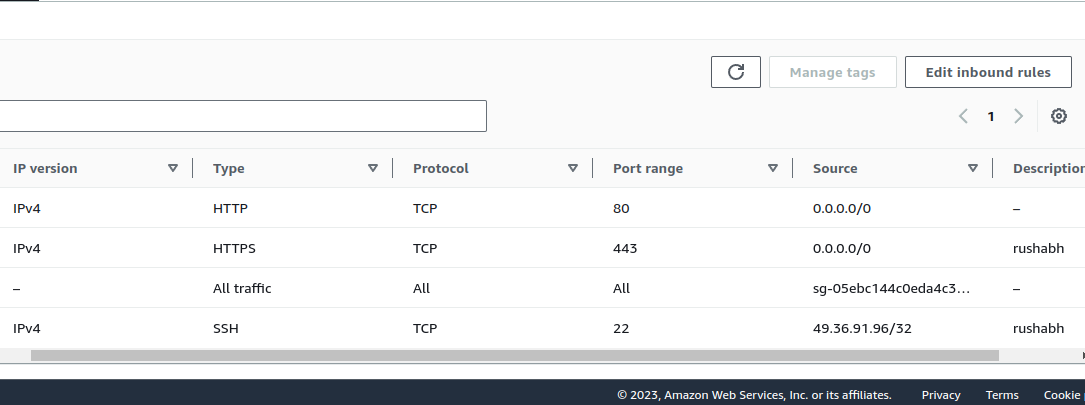 Manage tags Edit inbound rules
1
IP version Type Protocol Port range Source Description
IPv4 HTTP TCP 80 0.0.0.0/0 –
IPv4 HTTPS TCP 443 0.0.0.0/0 rushabh
– All traffic All All sg-05ebc144c0eda4c3... –
IPv4 SSH TCP 22 49.36.91.96/32 rushabh
© 2023, Amazon Web Services, Inc. or its affiliates. Privacy Terms Cookie